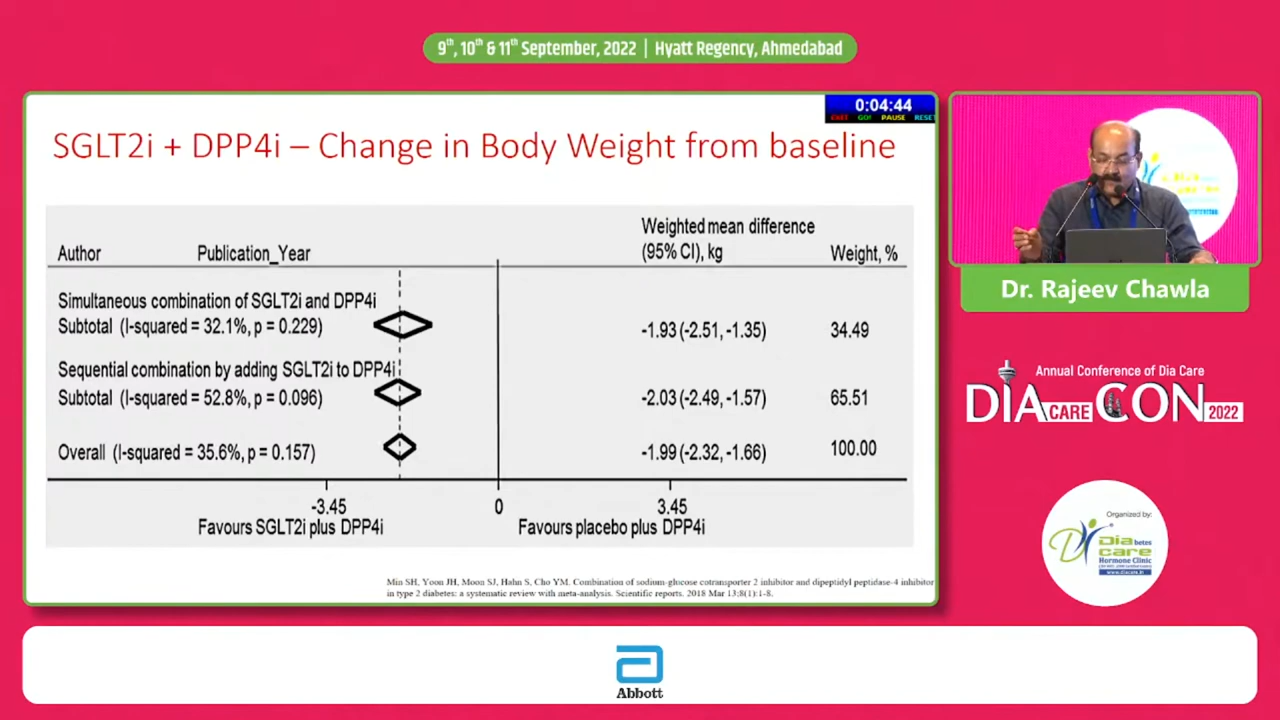 9th, 10th & 11th September, 2022 | Hyatt Regency, Ahmedabad
0:04:44
EXIT GO! PAUSE RESET
SGLT2i + DPP4i – Change in Body Weight from baseline
Author Publication_Year Weighted mean difference (95% CI), kg Weight, %
Simultaneous combination of SGLT2i and DPP4i
Subtotal (I-squared = 32.1%, p = 0.229) -1.93 (-2.51, -1.35) 34.49
Sequential combination by adding SGLT2i to DPP4i
Subtotal (I-squared = 52.8%, p = 0.096) -2.03 (-2.49, -1.57) 65.51
Overall (I-squared = 35.6%, p = 0.157) -1.99 (-2.32, -1.66) 100.00
-3.45 0 3.45
Favours SGLT2i plus DPP4i Favours placebo plus DPP4i
Min SH, Yoon JH, Moon SJ, Hahn S, Cho YM. Combination of sodium-glucose cotransporter 2 inhibitor and dipeptidyl peptidase-4 inhibitor
in type 2 diabetes: a systematic review with meta-analysis. Scientific reports. 2018 Mar 13;8(1):1-8.
Dr. Rajeev Chawla
Annual Conference of Dia Care
DIA CARE CON 2022
Organized by:
Diabetes
care
Hormone Clinic
www.diacare.in
Abbott